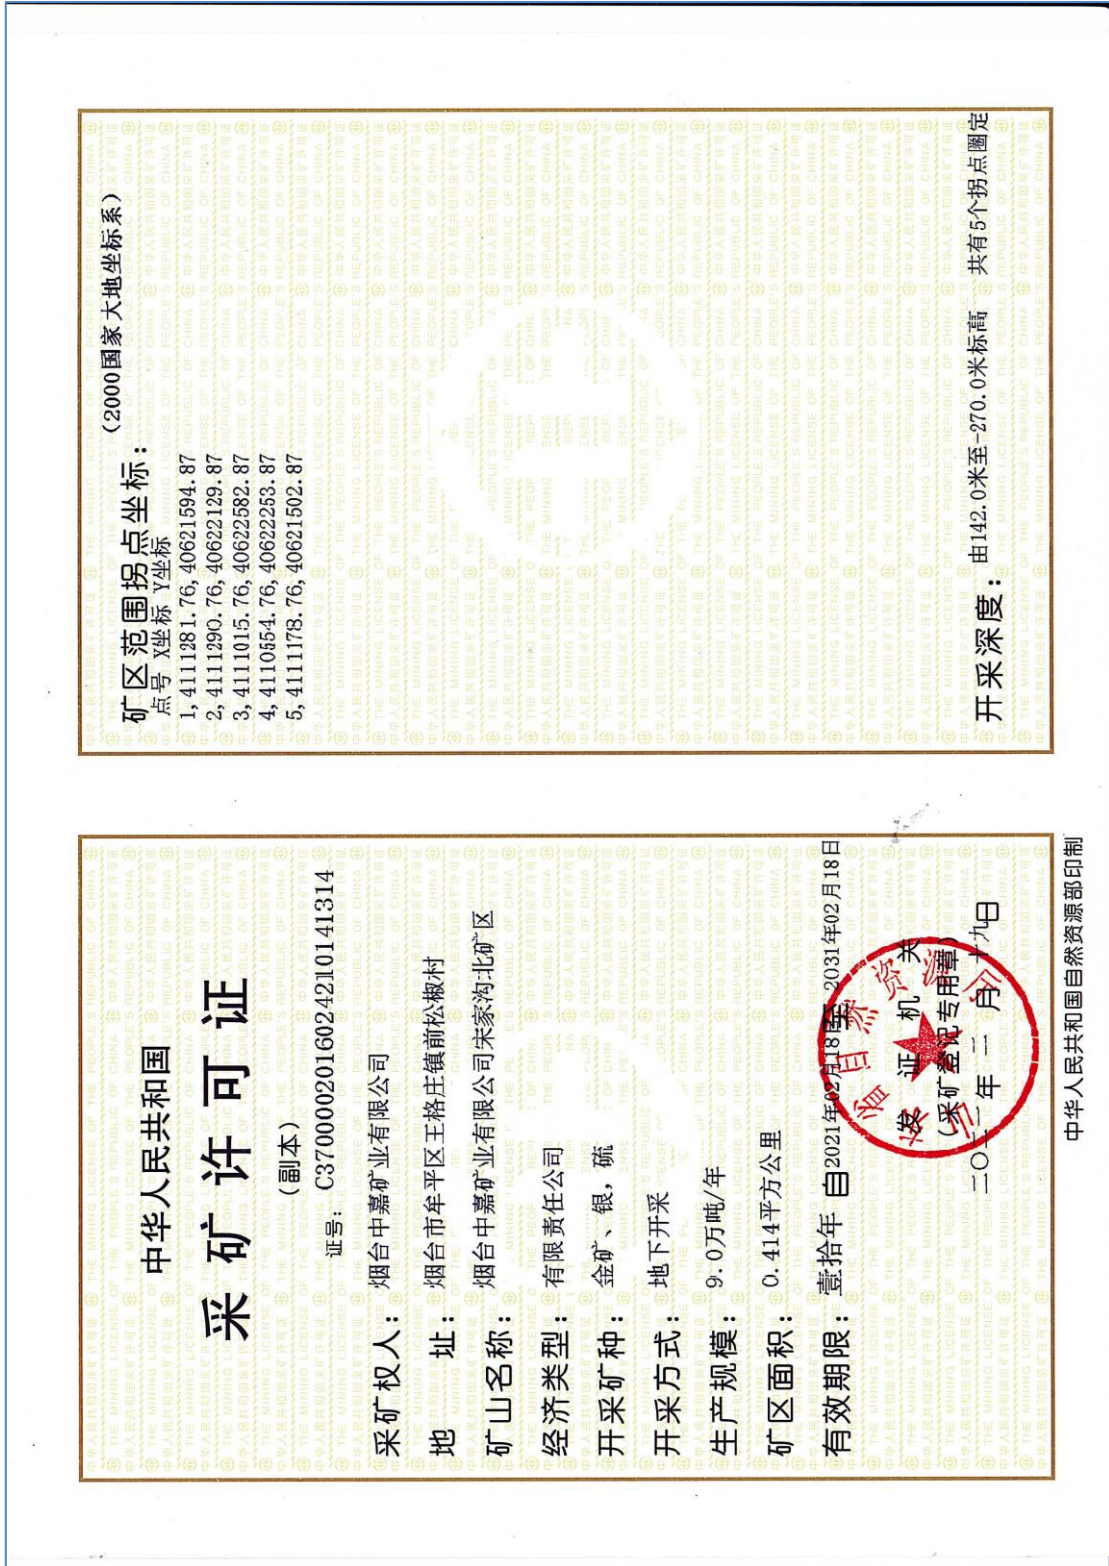 中华人民共和国
采矿许可证
(副本)
证号: C3700002016024210141314
采矿权人: 烟台中嘉矿业有限公司
地 址: 烟台市牟平区王格庄镇前松椒村
矿山名称: 烟台中嘉矿业有限公司宋家沟北矿区
经济类型: 有限责任公司
开采矿种: 金矿、银, 硫
开采方式: 地下开采
生产规模: 9.0万吨/年
矿区面积: 0.414平方公里
有效期限: 壹拾年 自2021年02月18日至 2031年02月18日
发证机关
(采矿登记专用章)
二〇二一年 二 月 十九日
省自然资源厅
中华人民共和国自然资源部印制
矿区范围拐点坐标: (2000国家大地坐标系)
点号 X坐标 Y坐标
1,4111281.76,40621594.87
2,4111290.76,40622129.87
3,4111015.76,40622582.87
4,4110554.76,40622253.87
5,4111178.76,40621502.87
开采深度: 由142.0米至-270.0米标高 共有5个拐点圈定